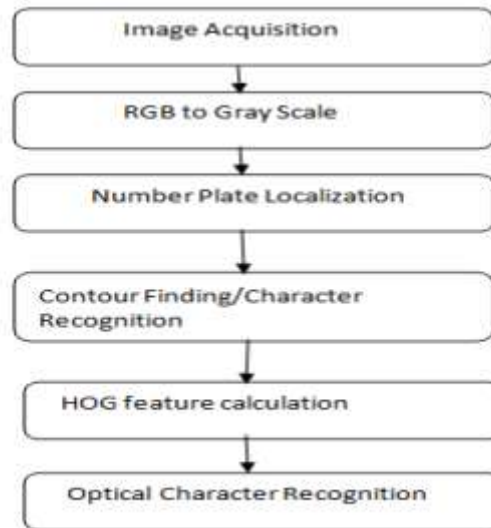 Image Acquisition
RGB to Gray Scale
Number Plate Localization
Contour Finding/Character
Recognition
HOG feature calculation
Optical Character Recognition